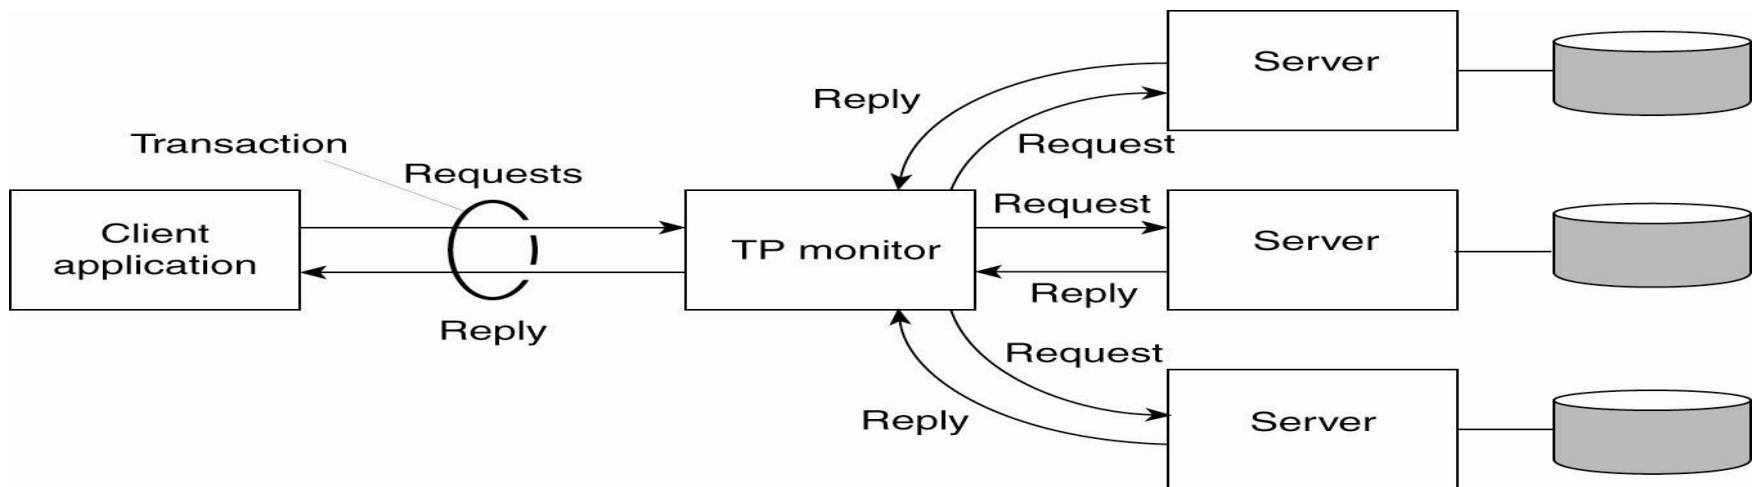 Server
Reply
Transaction
Request
Requests
Request
Client
application
TP monitor
Server
Reply
Reply
Request
Reply
Server